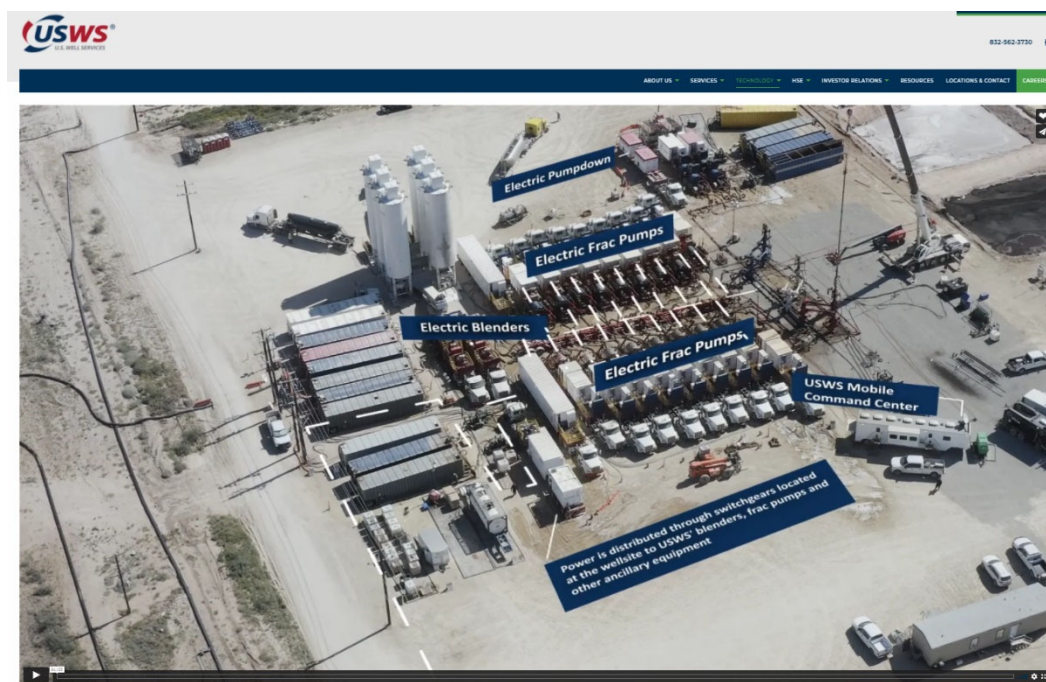 USWS®
U.S. WELL SERVICES
832-562-3730
ABOUT US
SERVICES
TECHNOLOGY
HSE
INVESTOR RELATIONS
RESOURCES
LOCATIONS & CONTACT
CAREERS
Electric Pumpdown
Electric Frac Pumps
Electric Blenders
Electric Frac Pumps
USWS Mobile
Command Center
Power is distributed through switchgears located
at the wellsite to USWS' blenders, frac pumps and
other ancillary equipment